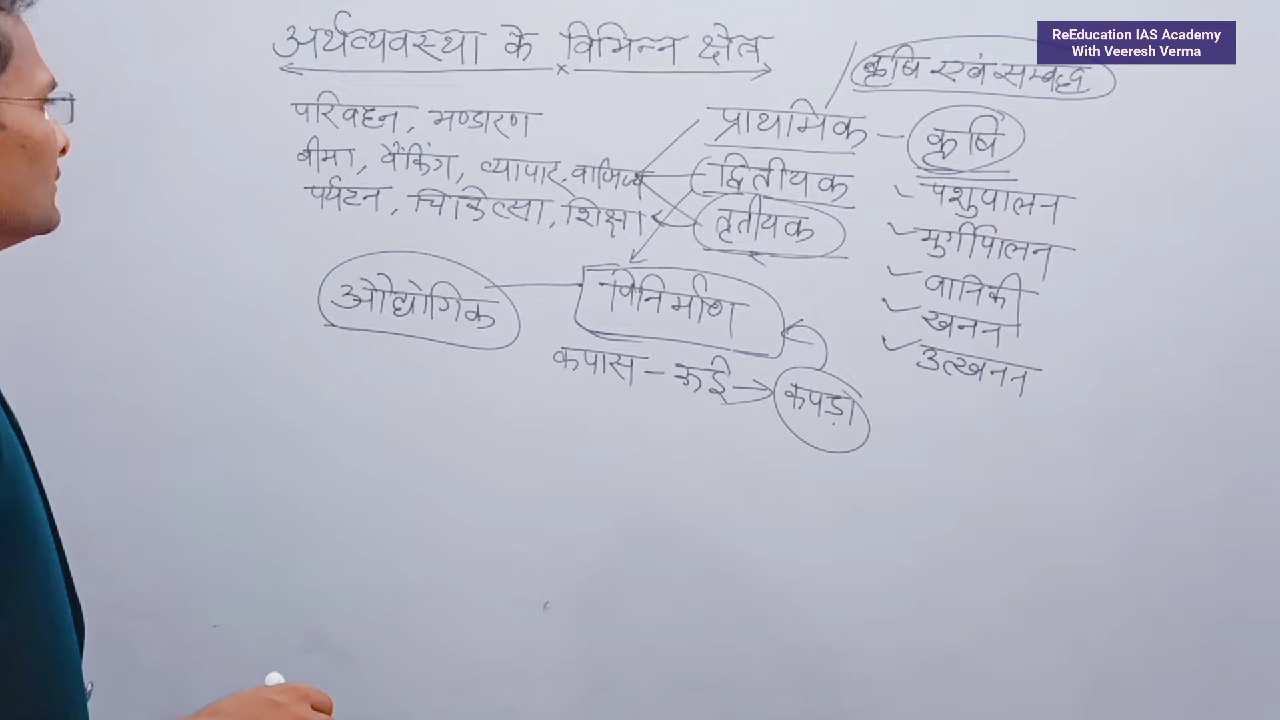 अर्थव्यवस्था के विभिन्न क्षेत्र
ReEducation IAS Academy
With Veeresh Verma
कृषि एवं सम्बद्ध
परिवहन, भण्डारण
बीमा, बैंकिंग, व्यापार, वाणिज्य
पर्यटन, चिकित्सा, शिक्षा
प्राथमिक – कृषि
द्वितीयक
तृतीयक
पशुपालन
मुर्गीपालन
वानिकी
खनन
उत्खनन
औद्योगिक
विनिर्माण
कपास – रूई → कपड़ा